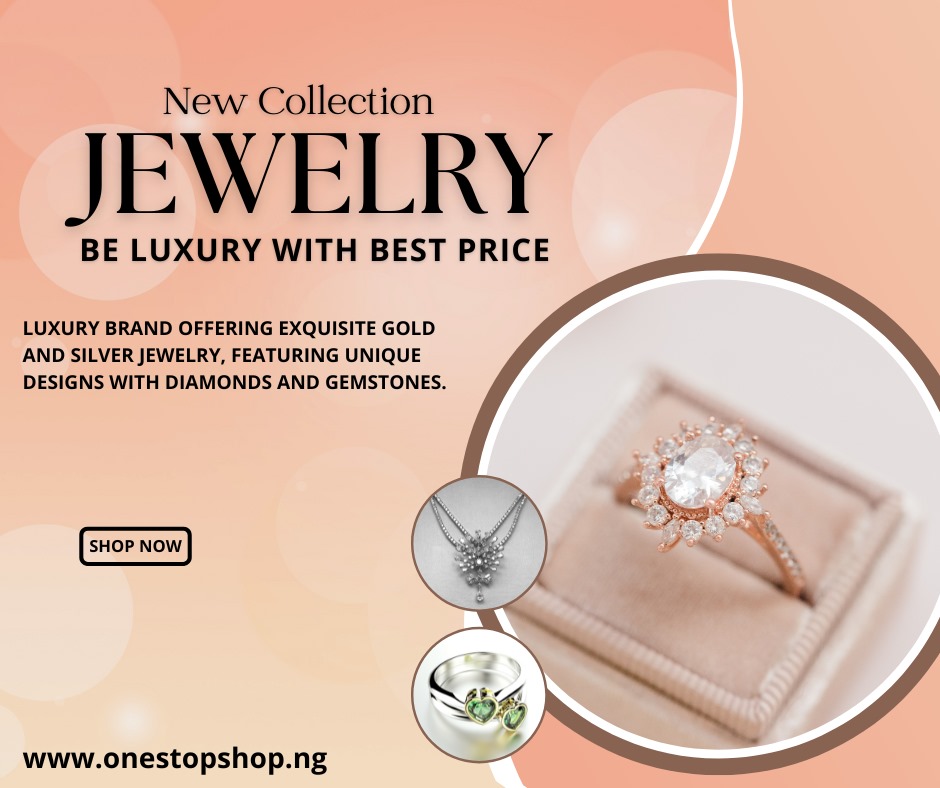 New Collection
JEWELRY
BE LUXURY WITH BEST PRICE
LUXURY BRAND OFFERING EXQUISITE GOLD
AND SILVER JEWELRY, FEATURING UNIQUE
DESIGNS WITH DIAMONDS AND GEMSTONES.
SHOP NOW
www.onestopshop.ng